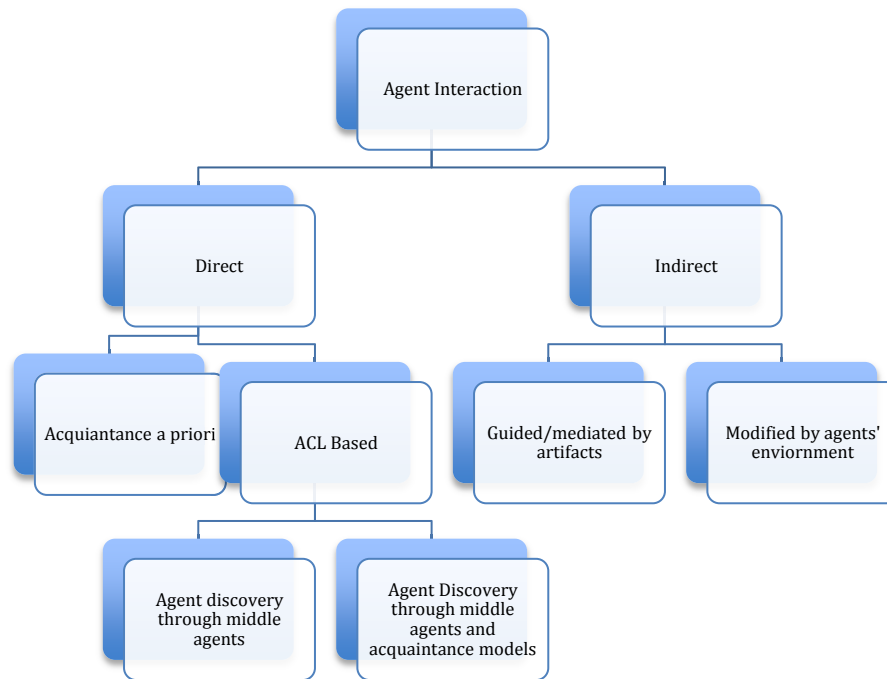 Agent Interaction
Direct
Indirect
Acquiantance a priori
ACL Based
Guided/mediated by
artifacts
Modified by agents'
enviornment
Agent discovery
through middle
agents
Agent Discovery
through middle
agents and
acquaintance models